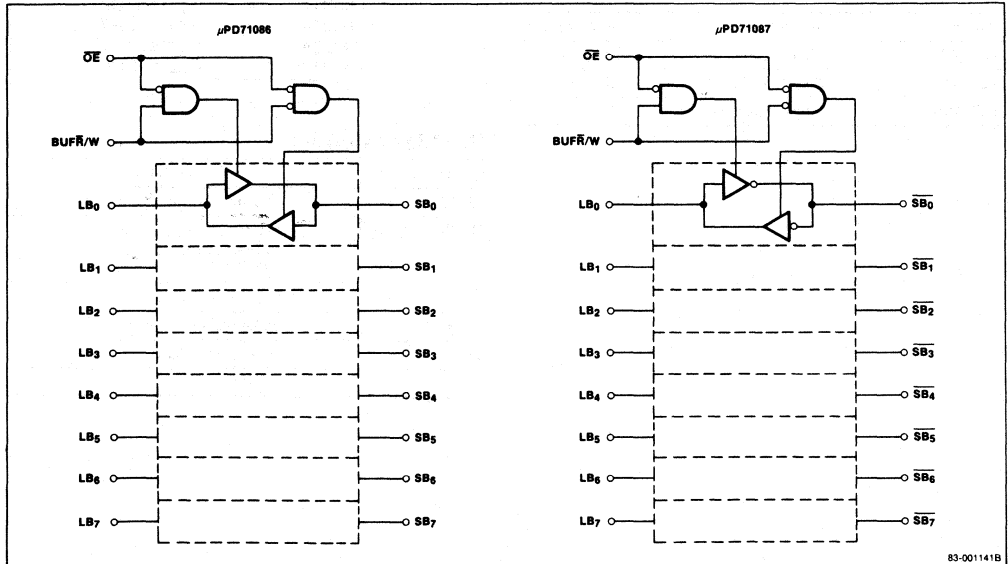 µPD71086
OE̅
BUFR̅/W
LB0
LB1
LB2
LB3
LB4
LB5
LB6
LB7
SB0
SB1
SB2
SB3
SB4
SB5
SB6
SB7
µPD71087
OE̅
BUFR̅/W
LB0
LB1
LB2
LB3
LB4
LB5
LB6
LB7
SB0
SB1
SB2
SB3
SB4
SB5
SB6
SB7
83-001141B